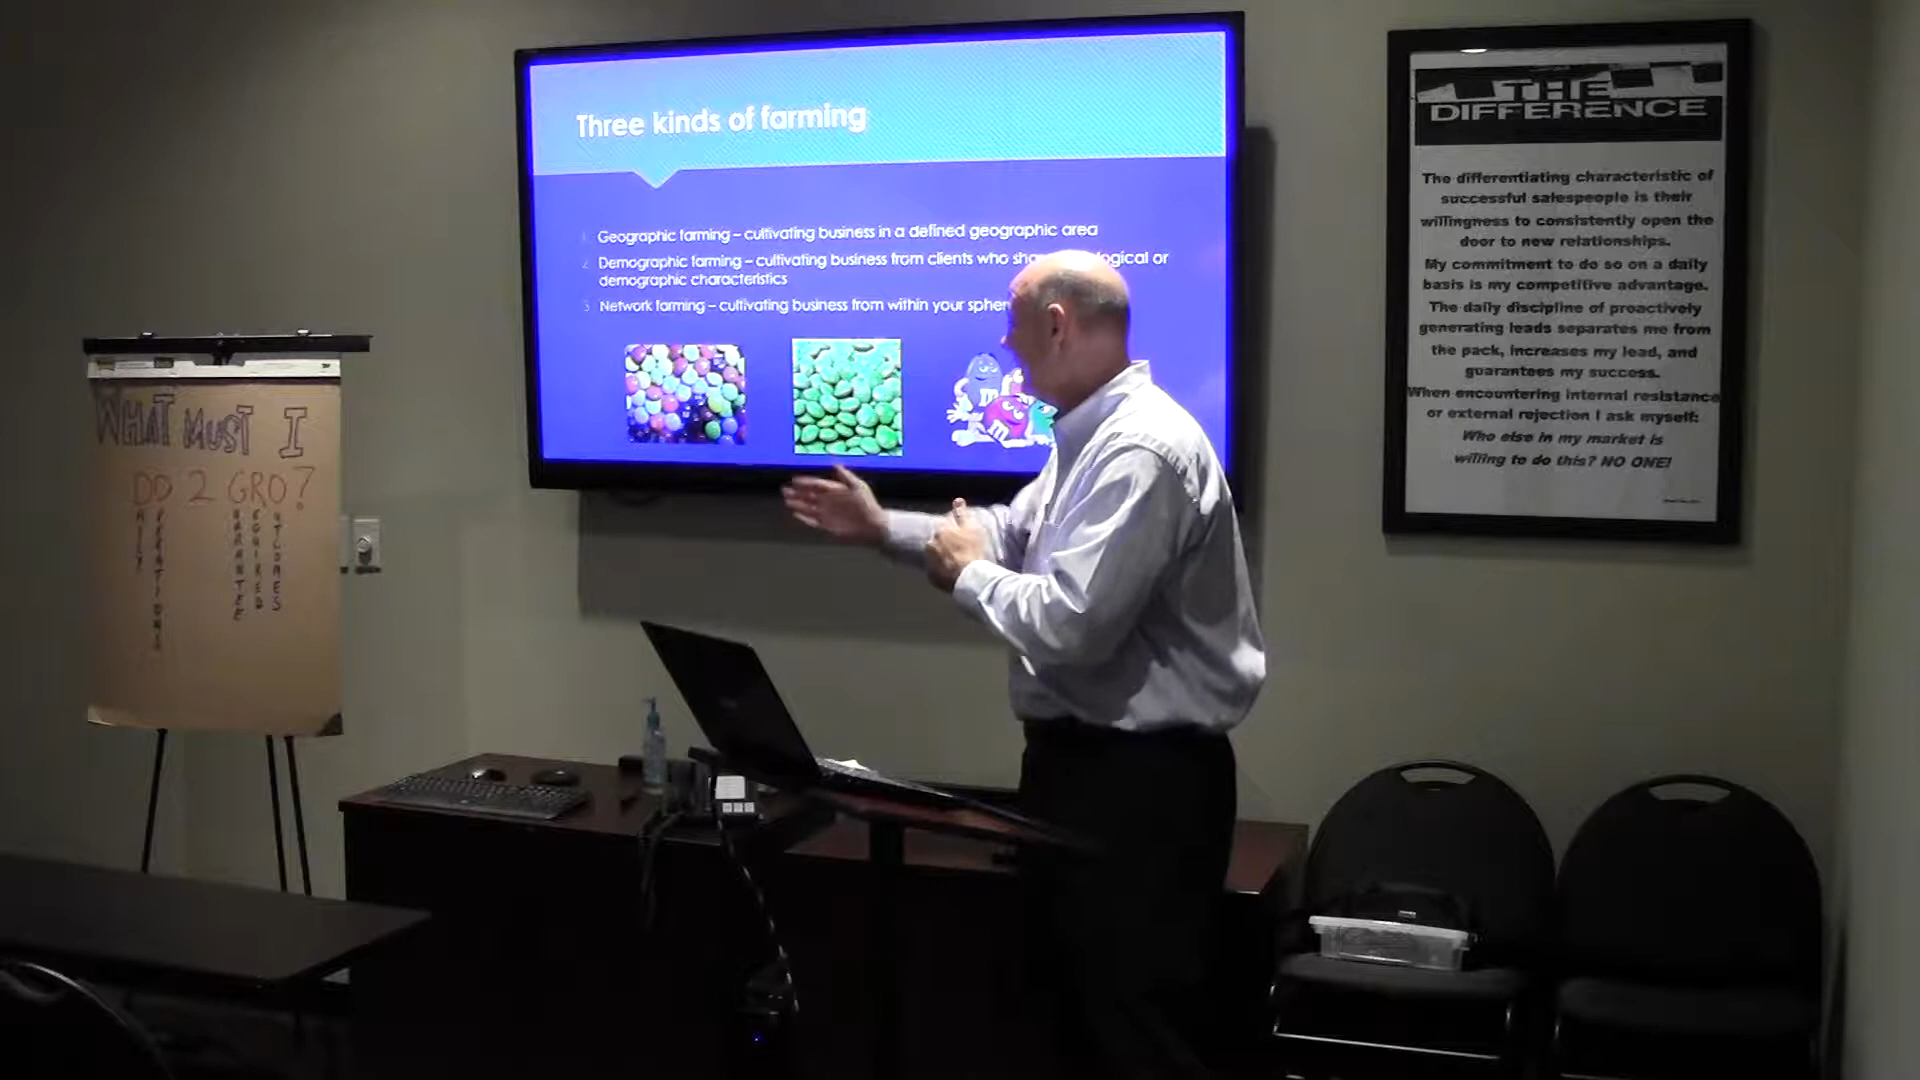 Three kinds of farming
1 Geographic farming – cultivating business in a defined geographic area
2 Demographic farming – cultivating business from clients who logical or
demographic characteristics
3 Network farming – cultivating business from within your
WHAT MUST I
DO 2 GRO?
GUARANTEE
REQUIRED
OUTCOMES
THE
DIFFERENCE
The differentiating characteristic of
successful salespeople is their
willingness to consistently open the
door to new relationships.
My commitment to do so on a daily
basis is my competitive advantage.
The daily discipline of proactively
generating leads separates me from
the pack, increases my lead, and
guarantees my success.
When encountering internal resistance
or external rejection I ask myself:
Who else in my market is
willing to do this? NO ONE!